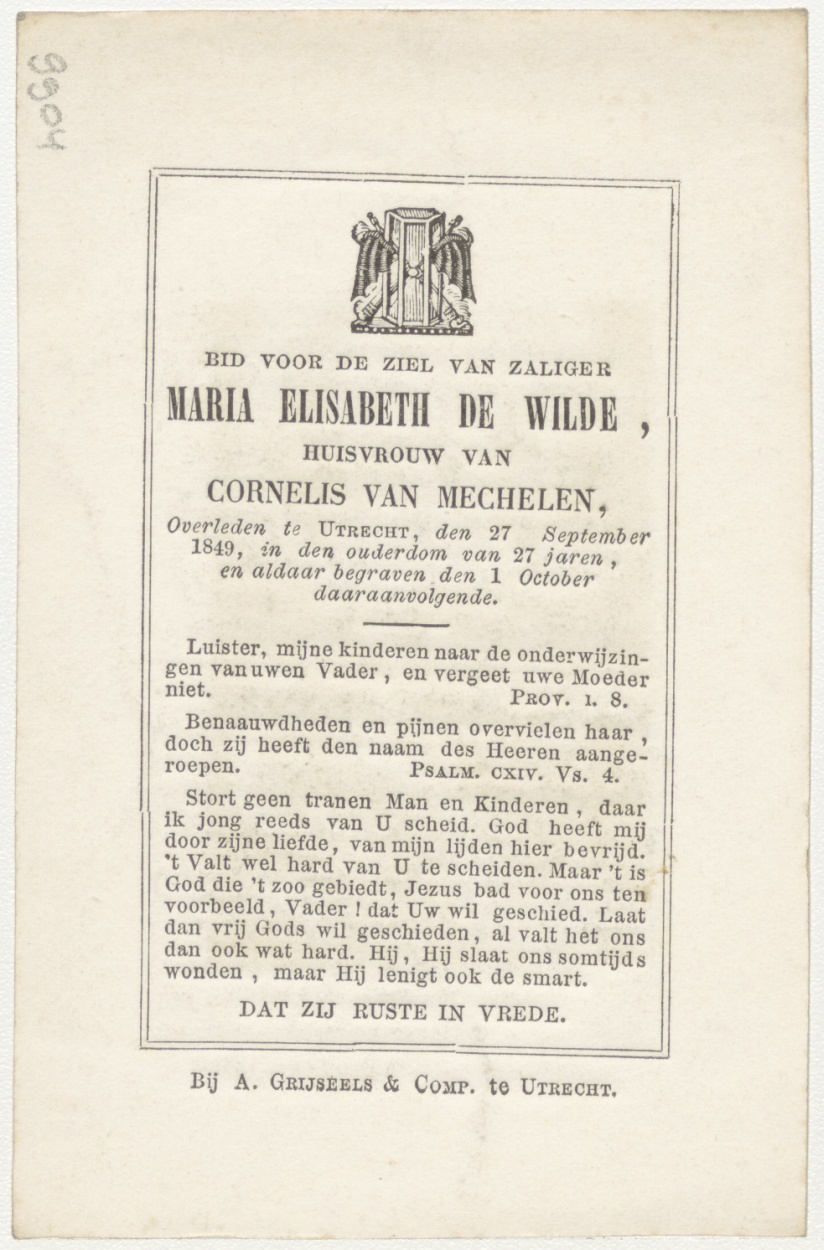 9904
BID VOOR DE ZIEL VAN ZALIGER
MARIA ELISABETH DE WILDE,
HUISVROUW VAN
CORNELIS VAN MECHELEN,
Overleden te UTRECHT, den 27 September
1849, in den ouderdom van 27 jaren,
en aldaar begraven den 1 October
daaraanvolgende.
Luister, mijne kinderen naar de onderwijzin-
gen van uwen Vader, en vergeet uwe Moeder
niet. PROV. I. 8.
Benaauwdheden en pijnen overvielen haar,
doch zij heeft den naam des Heeren aange-
roepen. PSALM. CXIV. Vs. 4.
Stort geen tranen Man en Kinderen, daar
ik jong reeds van U scheid. God heeft mij
door zijne liefde, van mijn lijden hier bevrijd.
't Valt wel hard van U te scheiden. Maar 't is
God die 't zoo gebiedt, Jezus bad voor ons ten
voorbeeld, Vader! dat Uw wil geschied. Laat
dan vrij Gods wil geschieden, al valt het ons
dan ook wat hard. Hij, Hij slaat ons somtijds
wonden, maar Hij lenigt ook de smart.
DAT ZIJ RUSTE IN VREDE.
Bij A. GRIJSEELS & COMP. te UTRECHT.